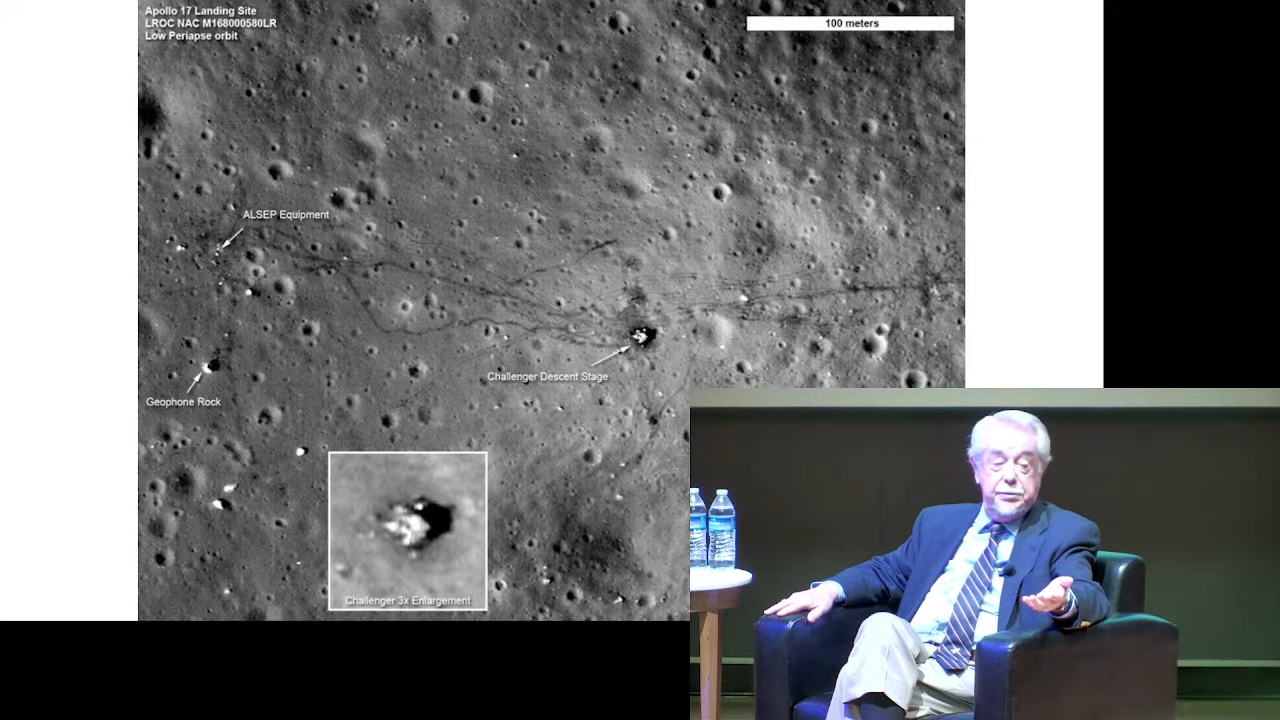 Apollo 17 Landing Site
LROC NAC M168000580LR
Low Periapse orbit
100 meters
ALSEP Equipment
Challenger Descent Stage
Geophone Rock
Challenger 3x Enlargement